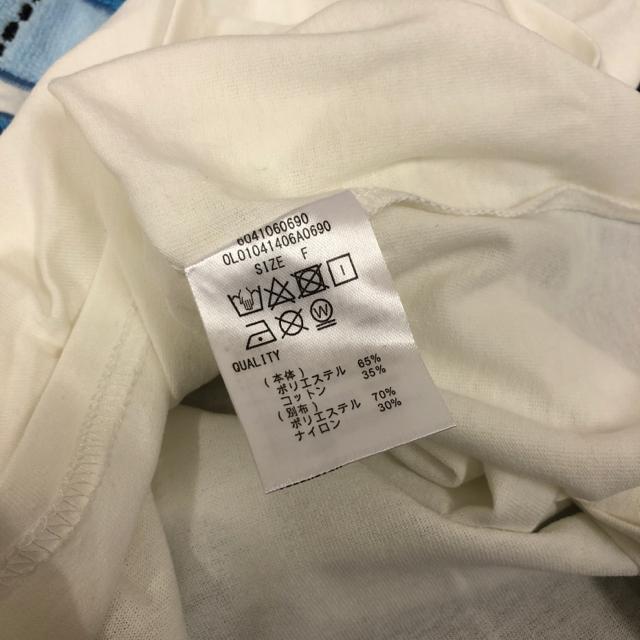 6041060690
0L01041406A0690
SIZE F
W
QUALITY
(本体)
ポリエステル 65%
コットン 35%
(別布)
ポリエステル 70%
ナイロン 30%